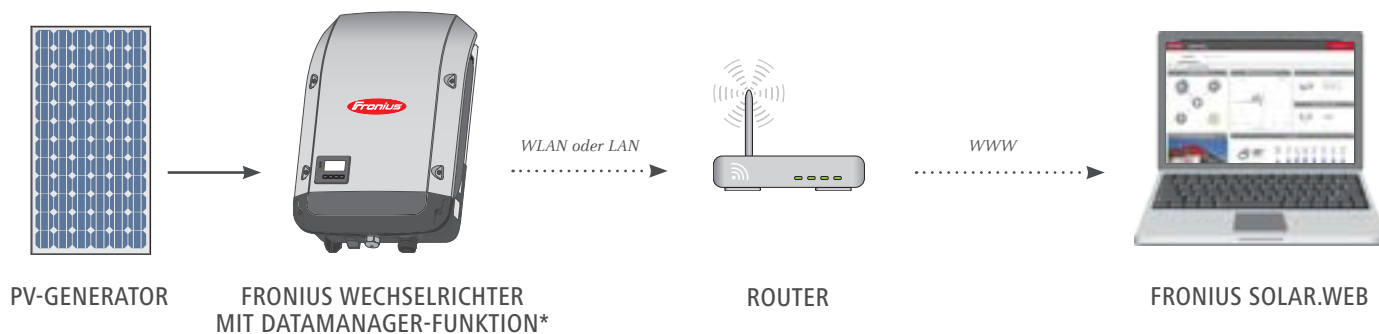 Fronius
WLAN oder LAN
WWW
PV-GENERATOR
FRONIUS WECHSELRICHTER
MIT DATAMANAGER-FUNKTION*
ROUTER
FRONIUS SOLAR.WEB